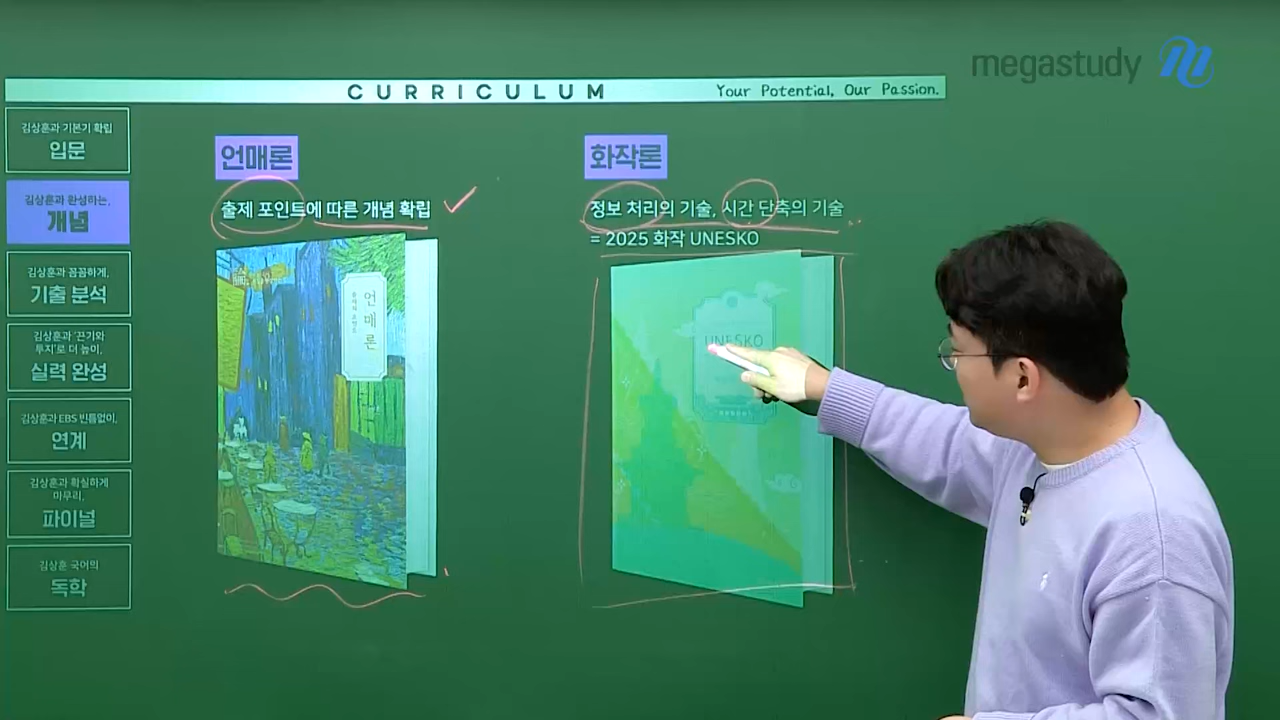 megastudy
CURRICULUM
Your Potential, Our Passion.
김상훈과 기본기 확립
입문
김상훈과 완성하는,
개념
김상훈과 꼼꼼하게,
기출 분석
김상훈과 '끈기와
투지'로 더 높이,
실력 완성
김상훈과 EBS 빈틈없이,
연계
김상훈과 확실하게
마무리,
파이널
김상훈 국어의
독학
언매론
출제 포인트에 따른 개념 확립
언매론
화작론
정보 처리의 기술, 시간 단축의 기술
= 2025 화작 UNESKO
UNESKO